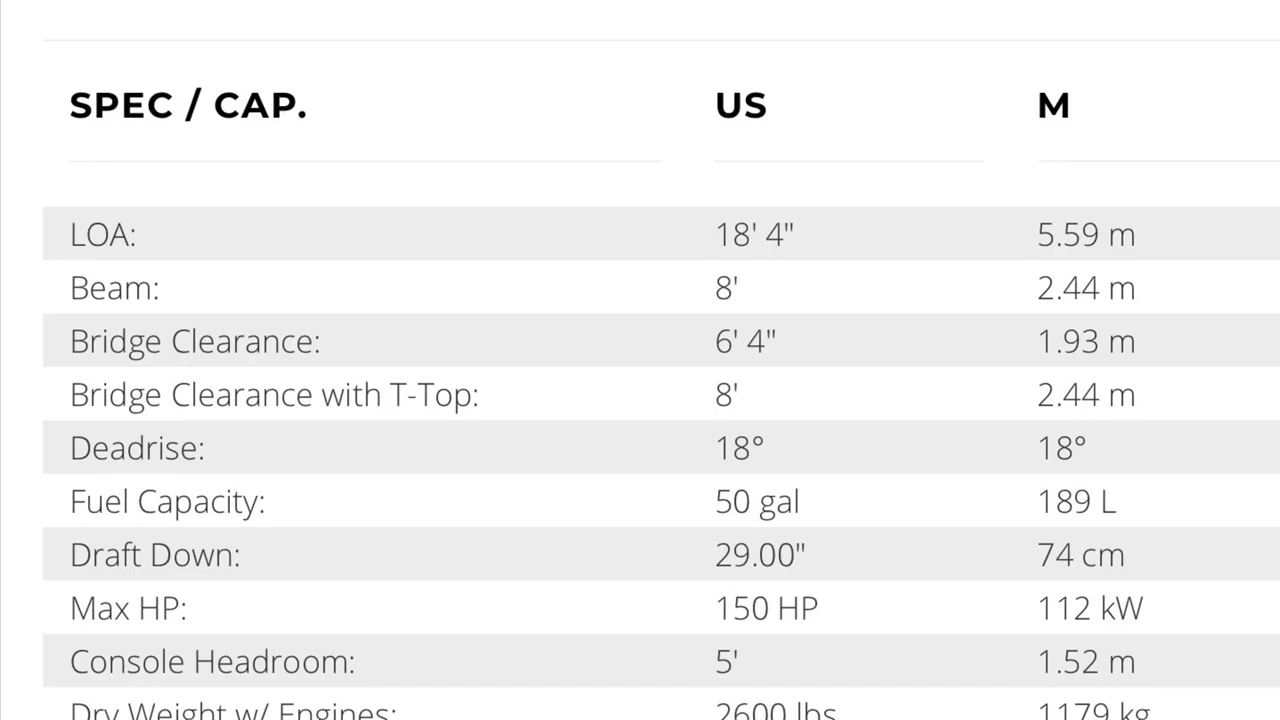 SPEC / CAP. US M
LOA: 18' 4" 5.59 m
Beam: 8' 2.44 m
Bridge Clearance: 6' 4" 1.93 m
Bridge Clearance with T-Top: 8' 2.44 m
Deadrise: 18° 18°
Fuel Capacity: 50 gal 189 L
Draft Down: 29.00" 74 cm
Max HP: 150 HP 112 kW
Console Headroom: 5' 1.52 m
Dry Weight w/ Engines: 2600 lbs 1179 kg